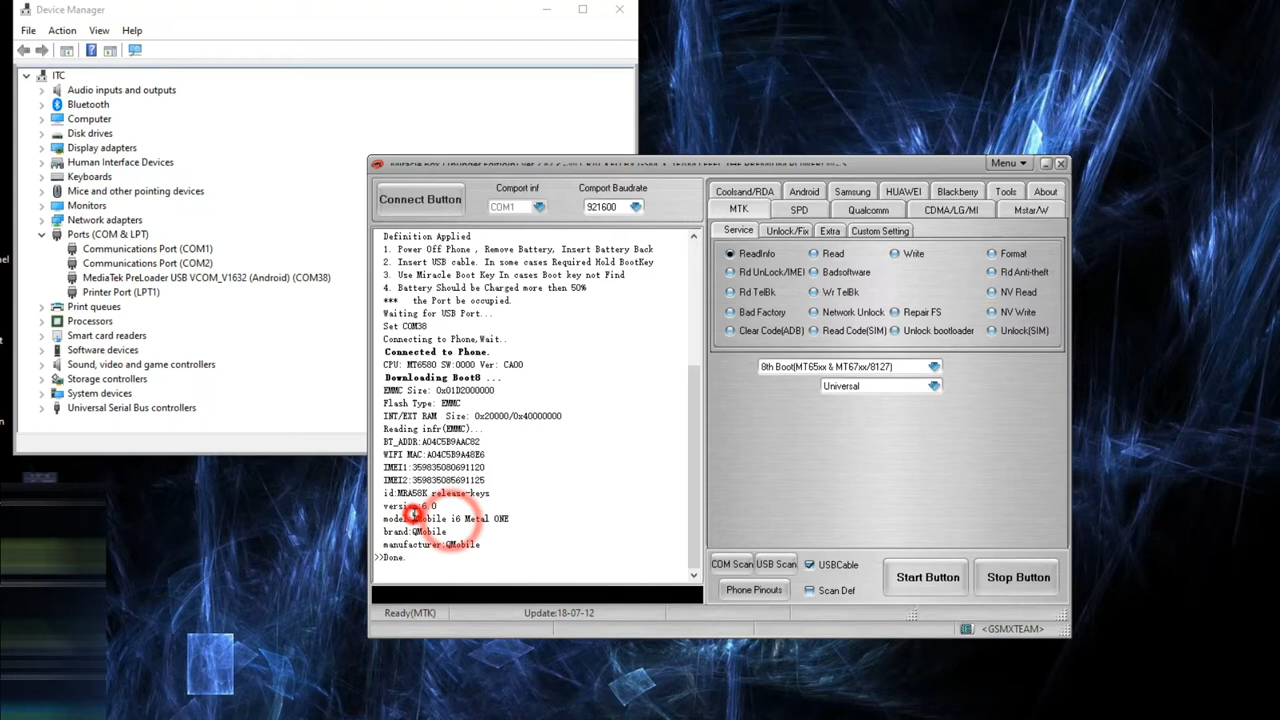 Device Manager
File Action View Help
ITC
Audio inputs and outputs
Bluetooth
Computer
Disk drives
Display adapters
Human Interface Devices
Keyboards
Mice and other pointing devices
Monitors
Network adapters
Ports (COM & LPT)
Communications Port (COM1)
Communications Port (COM2)
MediaTek PreLoader USB VCOM_V1632 (Android) (COM38)
Printer Port (LPT1)
Print queues
Processors
Smart card readers
Software devices
Sound, video and game controllers
Storage controllers
System devices
Universal Serial Bus controllers
Menu
Connect Button
Comport inf
COM1
Comport Baudrate
921600
Definition Applied
1. Power Off Phone , Remove Battery, Insert Battery Back
2. Insert USB cable. In some cases Required Hold BootKey
3. Use Miracle Boot Key In cases Boot key not Find
4. Battery Should be Charged more then 50%
*** the Port be occupied.
Waiting for USB Port...
Set COM38
Connecting to Phone,Wait..
Connected to Phone.
CPU: MT6580 SW:0000 Ver: CA00
Downloading Boot8 ...
EMMC Size: 0x01D2000000
Flash Type: EMMC
INT/EXT RAM Size: 0x20000/0x40000000
Reading infr(EMMC)...
BT_ADDR:A04C5B9AAC82
WIFI MAC:A04C5B9A48E6
IMEI1:359835080691120
IMEI2:359835085691125
id:MRA58K release-keys
version:6.0
model:QMobile i6 Metal ONE
brand:QMobile
manufacturer:QMobile
>>Done.
Ready(MTK) Update:18-07-12
Coolsand/RDA Android Samsung HUAWEI Blackberry Tools About
MTK SPD Qualcomm CDMA/LG/MI Mstar/W
Service Unlock/Fix Extra Custom Setting
ReadInfo Read Write Format
Rd UnLock/IMEI Badsoftware Rd Anti-theft
Rd TelBk Wr TelBk NV Read
Bad Factory Network Unlock Repair FS NV Write
Clear Code(ADB) Read Code(SIM) Unlock bootloader Unlock(SIM)
8th Boot(MT65xx & MT67xx/8127)
Universal
COM Scan USB Scan USBCable
Phone Pinouts Scan Def
Start Button Stop Button
<GSMXTEAM>